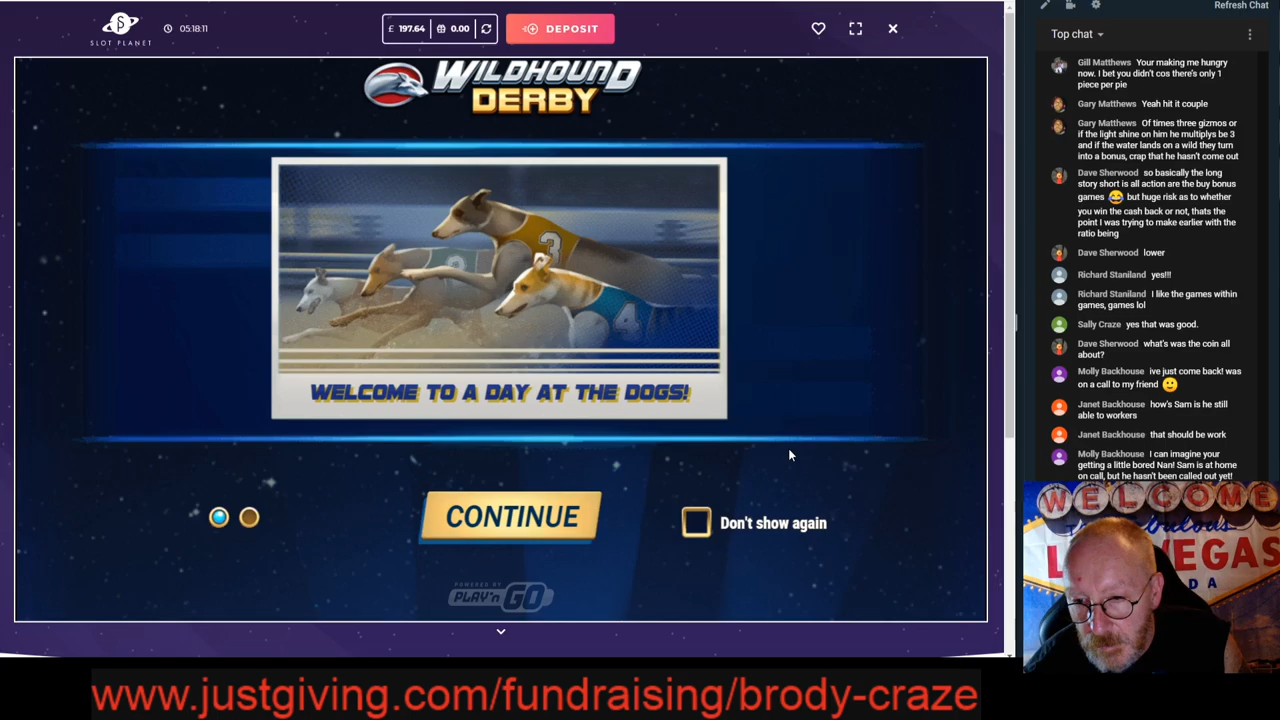 SLOT PLANET
05:18:11
£ 197.64
0.00
DEPOSIT
WILDHOUND
DERBY
3
4
WELCOME TO A DAY AT THE DOGS!
CONTINUE
Don't show again
POWERED BY
PLAY'n GO
www.justgiving.com/fundraising/brody-craze
Refresh Chat
Top chat
Gill Matthews Your making me hungry
now. I bet you didn't cos there's only 1
piece per pie
Gary Matthews Yeah hit it couple
Gary Matthews Of times three gizmos or
if the light shine on him he multiplys be 3
and if the water lands on a wild they turn
into a bonus, crap that he hasn't come out
Dave Sherwood so basically the long
story short is all action are the buy bonus
games 😂 but huge risk as to whether
you win the cash back or not, thats the
point I was trying to make earlier with the
ratio being
Dave Sherwood lower
Richard Staniland yes!!!
Richard Staniland I like the games within
games, games lol
Sally Craze yes that was good.
Dave Sherwood what's was the coin all
about?
Molly Backhouse ive just come back! was
on a call to my friend 🙂
Janet Backhouse how's Sam is he still
able to workers
Janet Backhouse that should be work
Molly Backhouse I can imagine your
getting a little bored Nan! Sam is at home
on call, but he hasn't been called out yet!
WELCOME
Fabulous
VEGAS